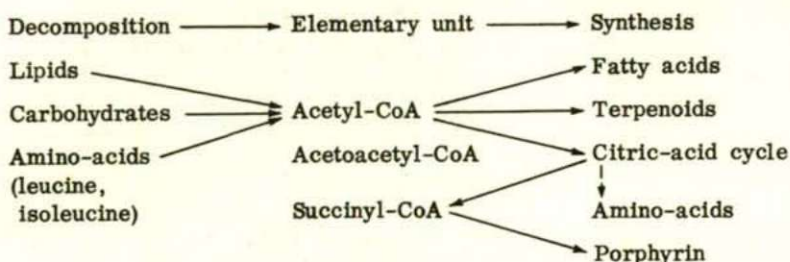 Decomposition Elementary unit Synthesis
Lipids Fatty acids
Carbohydrates Acetyl-CoA Terpenoids
Amino-acids Acetoacetyl-CoA Citric-acid cycle
(leucine,
isoleucine) Succinyl-CoA Amino-acids
Porphyrin